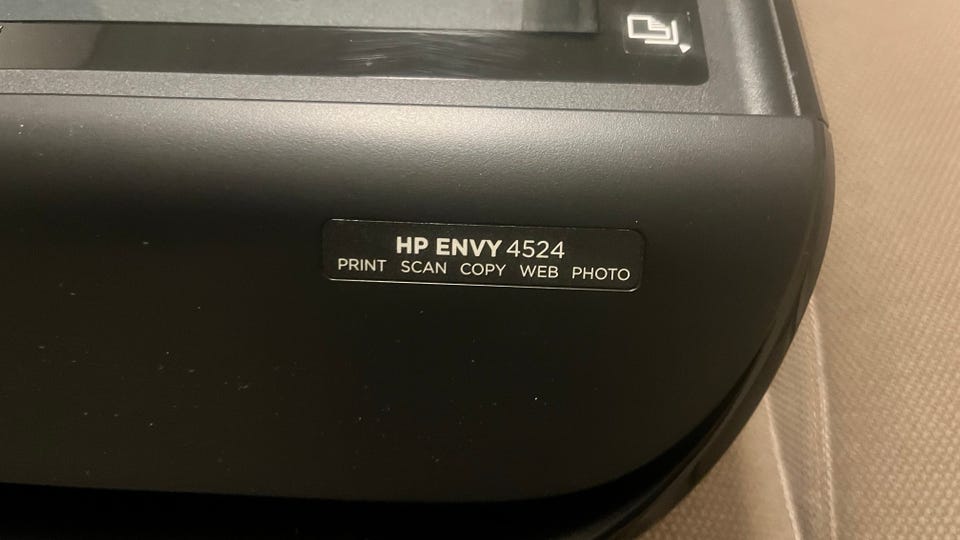 HP ENVY 4524
PRINT SCAN COPY WEB PHOTO